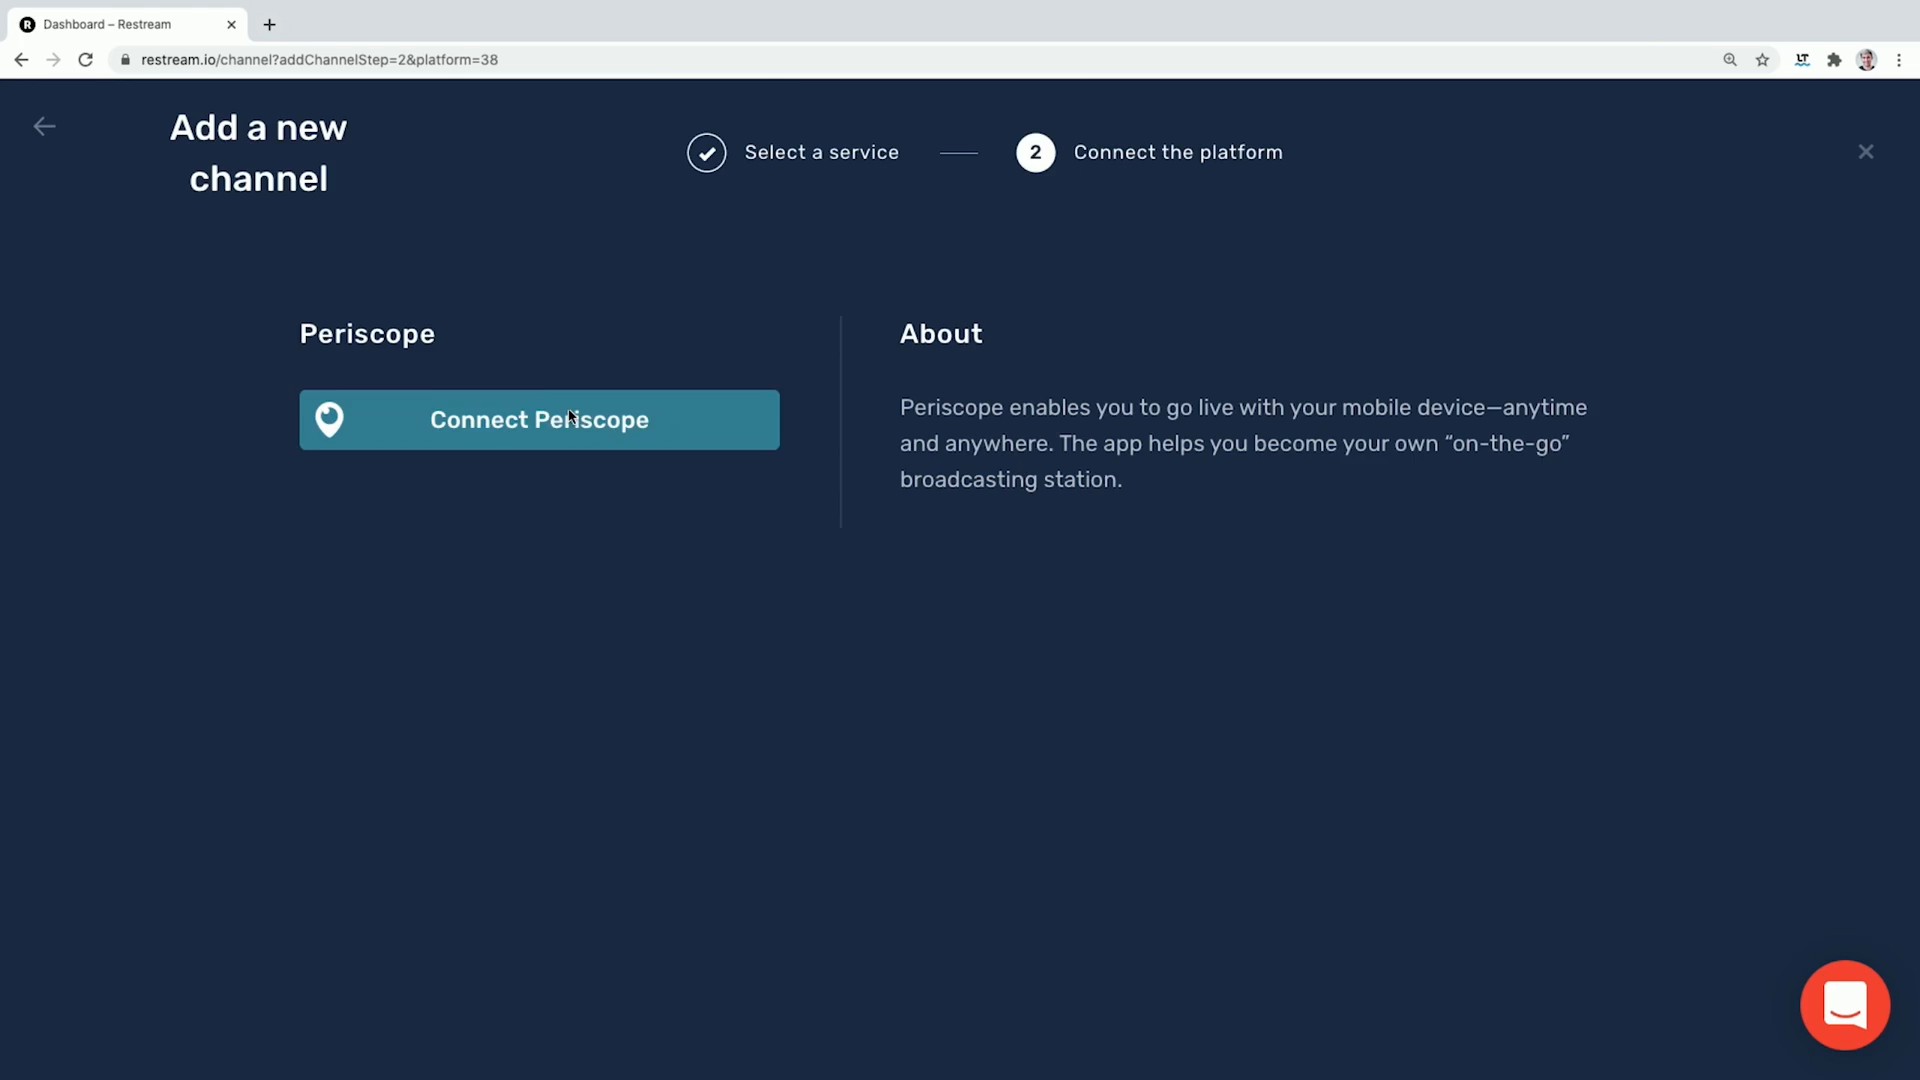 Dashboard – Restream
restream.io/channel?addChannelStep=2&platform=38
Add a new
channel
Select a service
2
Connect the platform
Periscope
Connect Periscope
About
Periscope enables you to go live with your mobile device—anytime
and anywhere. The app helps you become your own “on-the-go”
broadcasting station.
R
LT